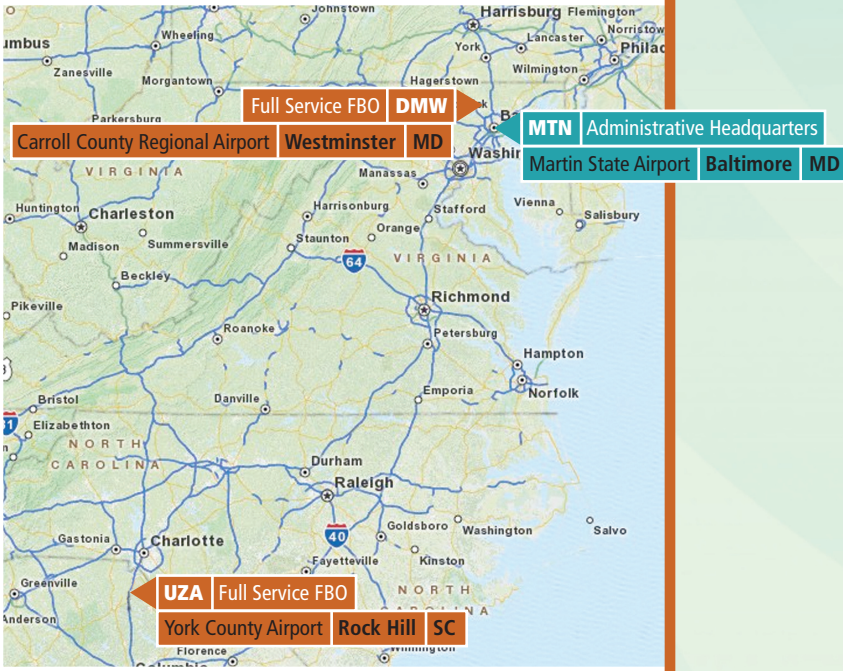 Johnstown
Harrisburg
Flemington
Wheeling
Lancaster
Norristow
umbus
York
Philad
Zanesville
Wilmington
Morgantown
Hagerstown
Full Service FBO DMW
Parkersburg
MTN Administrative Headquarters
Carroll County Regional Airport Westminster MD
Washin
Martin State Airport Baltimore MD
VIRGINIA
Manassas
Huntington
Charleston
Harrisonburg
Stafford
Vienna
Salisbury
Madison
Summersville
Staunton
Orange
64
VIRGINIA
Beckley
Pikeville
Richmond
Roanoke
Petersburg
Hampton
Bristol
Danville
Emporia
Norfolk
Elizabethton
NORTH
CAROLINA
Durham
Raleigh
Gastonia
Charlotte
40
Goldsboro
Washington
Salvo
Fayetteville
Kinston
Greenville
UZA Full Service FBO
NORTH
CAROLINA
Anderson
York County Airport Rock Hill SC
Florence
Wilmington